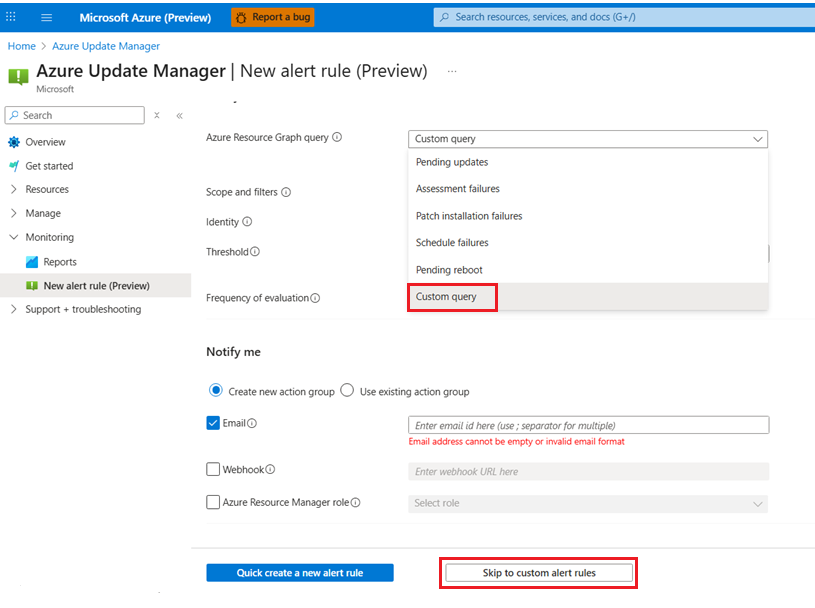 Microsoft Azure (Preview)
Report a bug
Search resources, services, and docs (G+/)
Home > Azure Update Manager
Azure Update Manager | New alert rule (Preview) ...
Microsoft
Search
Overview
Get started
Resources
Manage
Monitoring
Reports
New alert rule (Preview)
Support + troubleshooting
Azure Resource Graph query
Custom query
Pending updates
Assessment failures
Patch installation failures
Schedule failures
Pending reboot
Custom query
Scope and filters
Identity
Threshold
Frequency of evaluation
Notify me
Create new action group
Use existing action group
Email
Enter email id here (use ; separator for multiple)
Email address cannot be empty or invalid email format
Webhook
Enter webhook URL here
Azure Resource Manager role
Select role
Quick create a new alert rule
Skip to custom alert rules